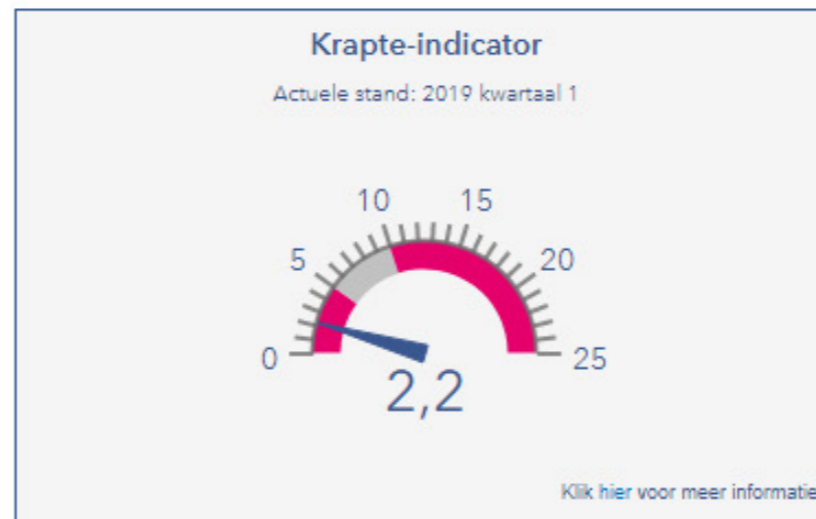 Krapte-indicator
Actuele stand: 2019 kwartaal 1
10 15
5 20
0 25
2,2
Klik hier voor meer informatie